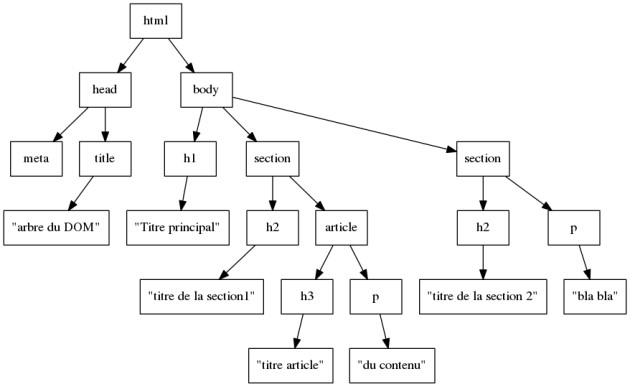 html
head
body
meta
title
h1
section
section
"arbre du DOM"
"Titre principal"
h2
article
h2
p
"titre de la section1"
h3
p
"titre de la section 2"
"bla bla"
"titre article"
"du contenu"